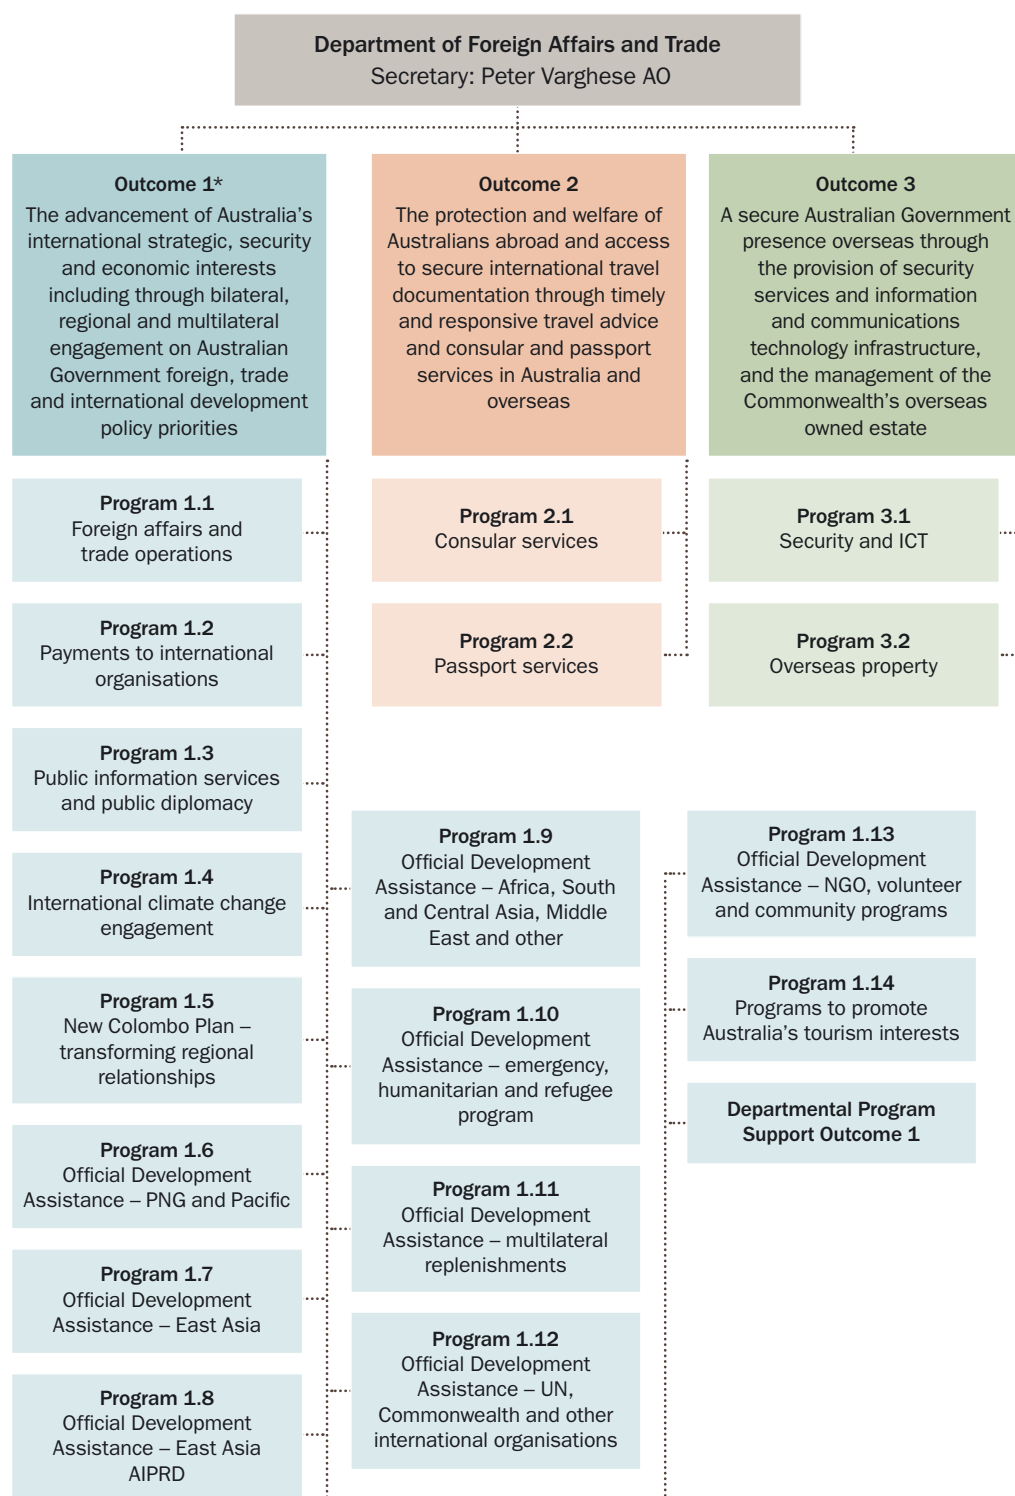 Department of Foreign Affairs and Trade
Secretary: Peter Varghese AO
Outcome 1*
The advancement of Australia's
international strategic, security
and economic interests
including through bilateral,
regional and multilateral
engagement on Australian
Government foreign, trade
and international development
policy priorities
Outcome 2
The protection and welfare of
Australians abroad and access
to secure international travel
documentation through timely
and responsive travel advice
and consular and passport
services in Australia and
overseas
Outcome 3
A secure Australian Government
presence overseas through
the provision of security
services and information
and communications
technology infrastructure,
and the management of the
Commonwealth's overseas
owned estate
Program 1.1
Foreign affairs and
trade operations
Program 1.2
Payments to international
organisations
Program 1.3
Public information services
and public diplomacy
Program 1.4
International climate change
engagement
Program 1.5
New Colombo Plan –
transforming regional
relationships
Program 1.6
Official Development
Assistance – PNG and Pacific
Program 1.7
Official Development
Assistance – East Asia
Program 1.8
Official Development
Assistance – East Asia
AIPRD
Program 2.1
Consular services
Program 2.2
Passport services
Program 3.1
Security and ICT
Program 3.2
Overseas property
Program 1.9
Official Development
Assistance – Africa, South
and Central Asia, Middle
East and other
Program 1.10
Official Development
Assistance – emergency,
humanitarian and refugee
program
Program 1.11
Official Development
Assistance – multilateral
replenishments
Program 1.12
Official Development
Assistance – UN,
Commonwealth and other
international organisations
Program 1.13
Official Development
Assistance – NGO, volunteer
and community programs
Program 1.14
Programs to promote
Australia's tourism interests
Departmental Program
Support Outcome 1